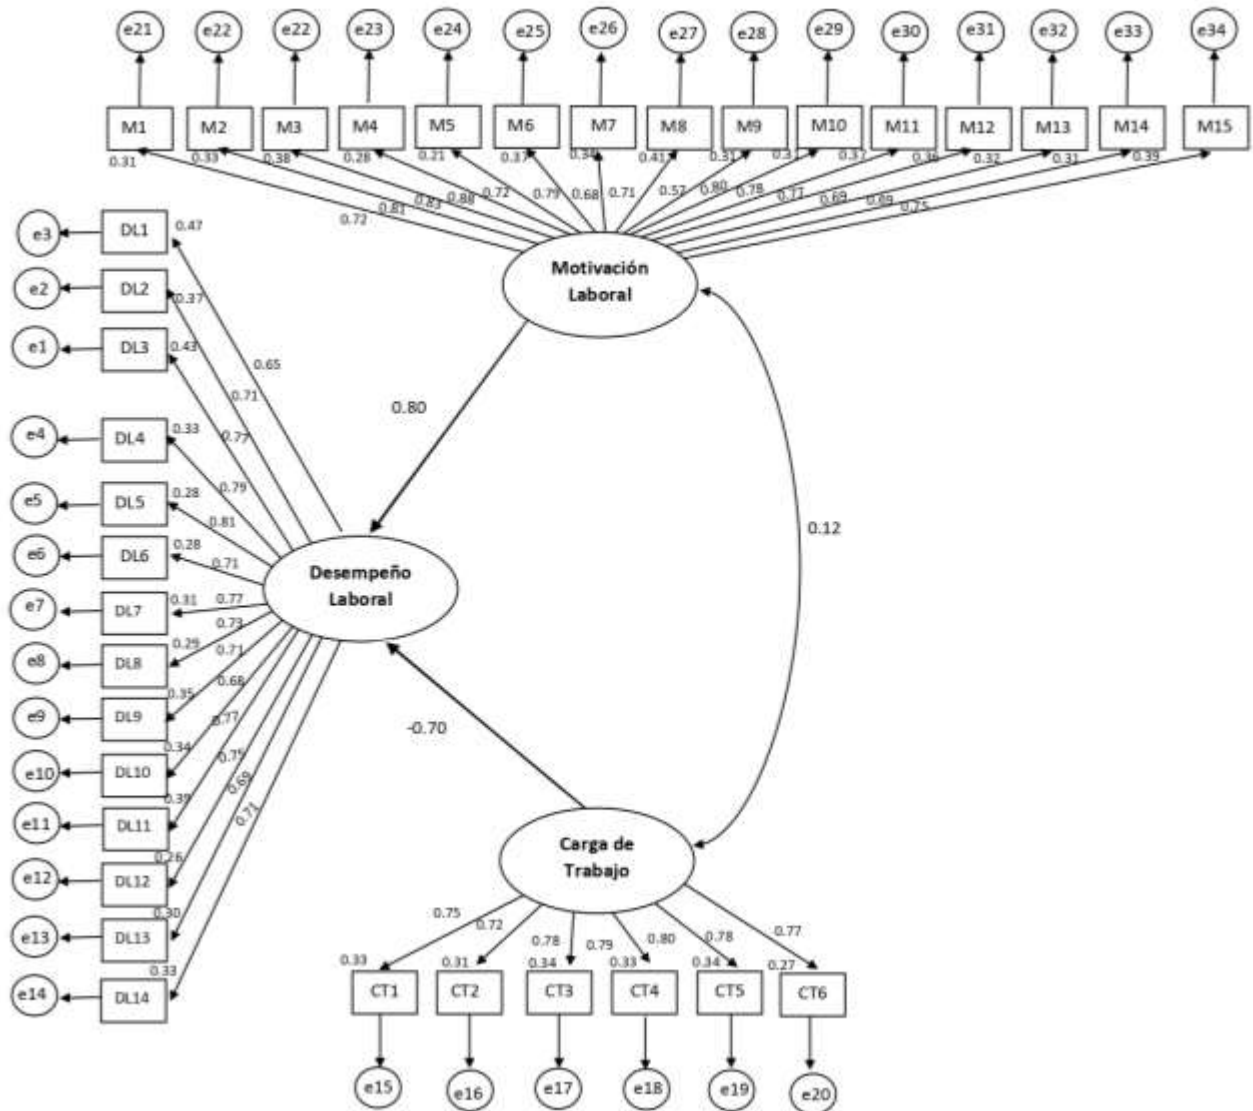 e21 e22 e22 e23 e24 e25 e26 e27 e28 e29 e30 e31 e32 e33 e34
M1 M2 M3 M4 M5 M6 M7 M8 M9 M10 M11 M12 M13 M14 M15
0.31 0.33 0.38 0.28 0.21 0.37 0.34 0.41 0.31 0.37 0.36 0.32 0.31 0.39
0.72 0.81 0.83 0.88 0.72 0.79 0.68 0.71 0.57 0.80 0.78 0.77 0.69 0.69 0.75
Motivación
Laboral
e3 DL1 0.47
e2 DL2 0.37
e1 DL3 0.43
0.65
0.71
0.80
e4 DL4 0.33 0.77
e5 DL5 0.28 0.79
0.81
0.12
e6 DL6 0.28 0.71
Desempeño
Laboral
e7 DL7 0.31 0.77
0.73
e8 DL8 0.29 0.71
e9 DL9 0.35 0.68
0.77
-0.70
e10 DL10 0.34 0.75
0.69
e11 DL11 0.39 0.71
e12 DL12 0.26
Carga de
Trabajo
e13 DL13 0.30
e14 DL14 0.33
0.75 0.72 0.78 0.79 0.80 0.78 0.77
0.33 0.31 0.34 0.33 0.34 0.27
CT1 CT2 CT3 CT4 CT5 CT6
e15 e16 e17 e18 e19 e20